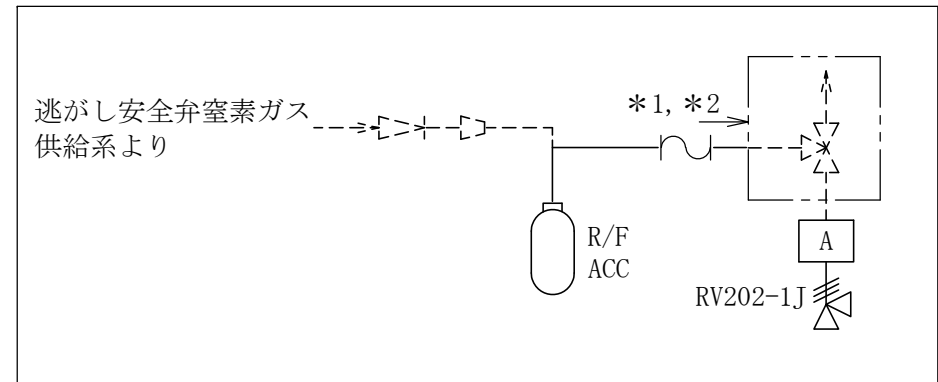 逃がし安全弁窒素ガス
供給系より
*1, *2
R/F
ACC
A
RV202-1J